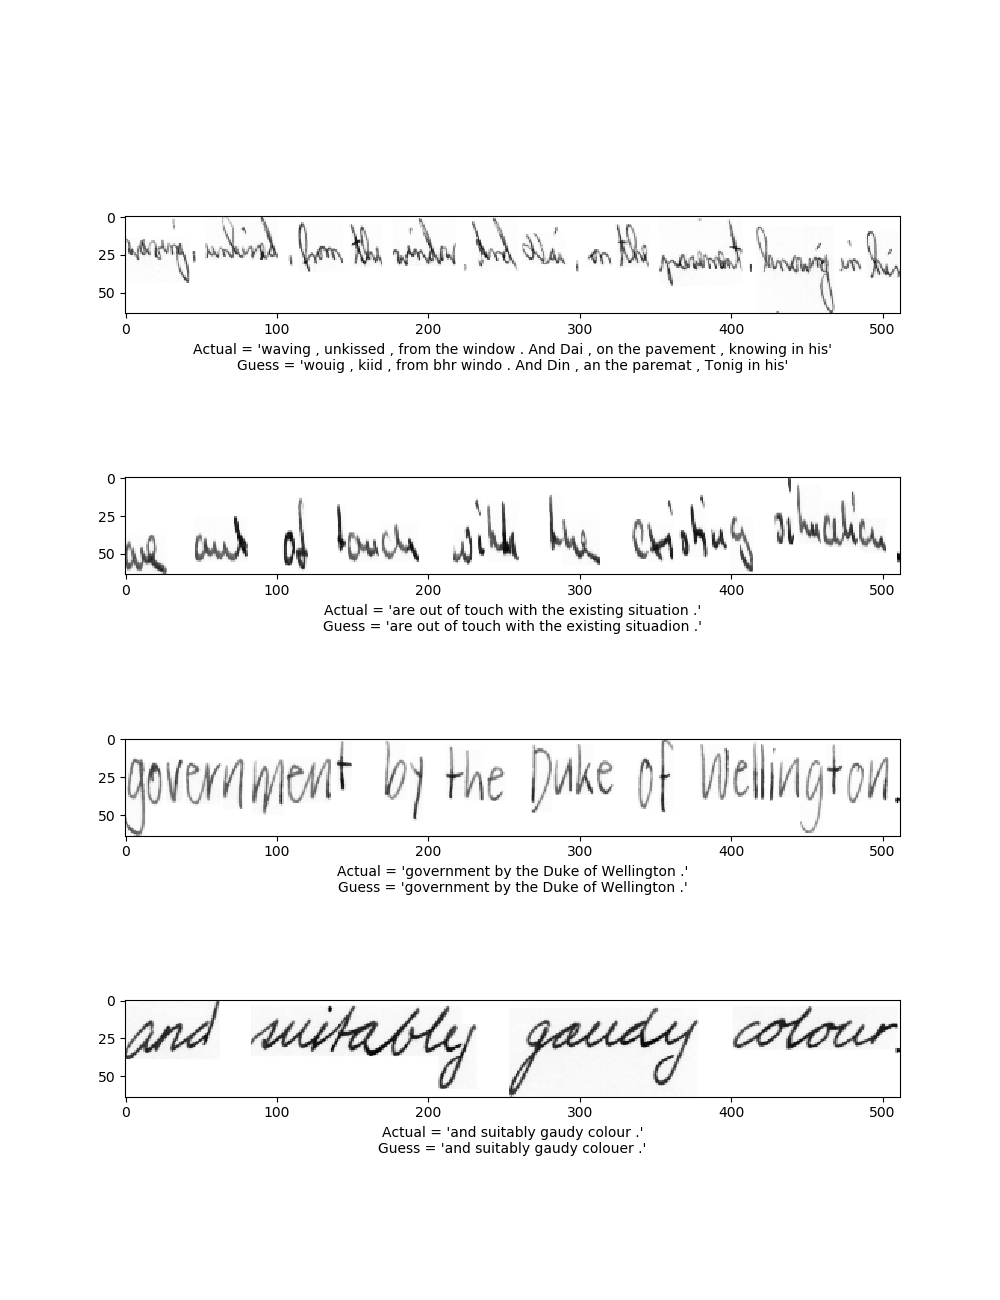 0
25
50
waving , unkissed , from the window . And Dai , on the pavement , knowing in his
0 100 200 300 400 500
Actual = 'waving , unkissed , from the window . And Dai , on the pavement , knowing in his'
Guess = 'wouig , kiid , from bhr windo . And Din , an the paremat , Tonig in his'
0
25
50
are out of touch with the existing situation .
0 100 200 300 400 500
Actual = 'are out of touch with the existing situation .'
Guess = 'are out of touch with the existing situadion .'
0
25
50
government by the Duke of Wellington.
0 100 200 300 400 500
Actual = 'government by the Duke of Wellington .'
Guess = 'government by the Duke of Wellington .'
0
25
50
and suitably gaudy colour.
0 100 200 300 400 500
Actual = 'and suitably gaudy colour .'
Guess = 'and suitably gaudy colouer .'